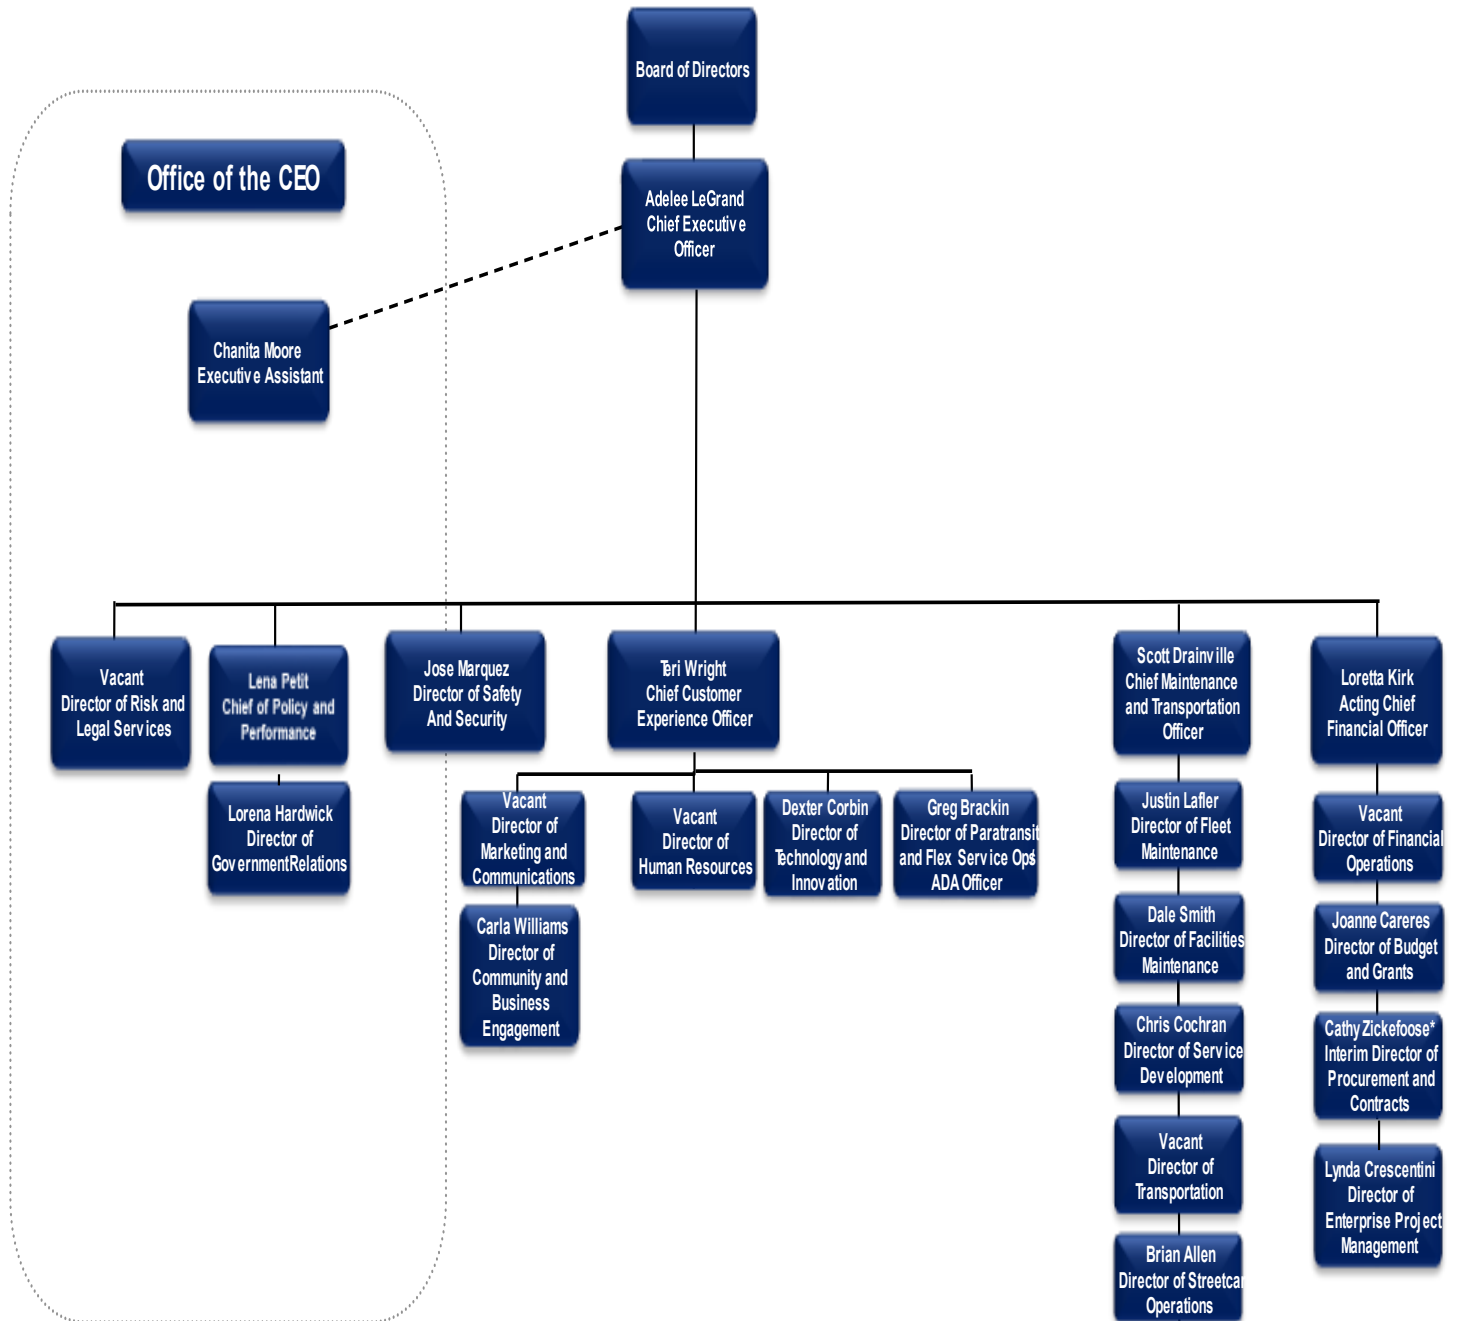 Board of Directors
Office of the CEO
Adelee LeGrand
Chief Executive
Officer
Chanita Moore
Executive Assistant
Vacant
Director of Risk and
Legal Services
Lena Petit
Chief of Policy and
Performance
Lorena Hardwick
Director of
GovernmentRelations
Jose Marquez
Director of Safety
And Security
Teri Wright
Chief Customer
Experience Officer
Vacant
Director of
Marketing and
Communications
Carla Williams
Director of
Community and
Business
Engagement
Vacant
Director of
Human Resources
Dexter Corbin
Director of
Technology and
Innovation
Greg Brackin
Director of Paratransit
and Flex Service Ops/
ADA Officer
Scott Drainville
Chief Maintenance
and Transportation
Officer
Justin Lafler
Director of Fleet
Maintenance
Dale Smith
Director of Facilities
Maintenance
Chris Cochran
Director of Service
Development
Vacant
Director of
Transportation
Brian Allen
Director of Streetcar
Operations
Loretta Kirk
Acting Chief
Financial Officer
Vacant
Director of Financial
Operations
Joanne Careres
Director of Budget
and Grants
Cathy Zickefoose*
Interim Director of
Procurement and
Contracts
Lynda Crescentini
Director of
Enterprise Project
Management